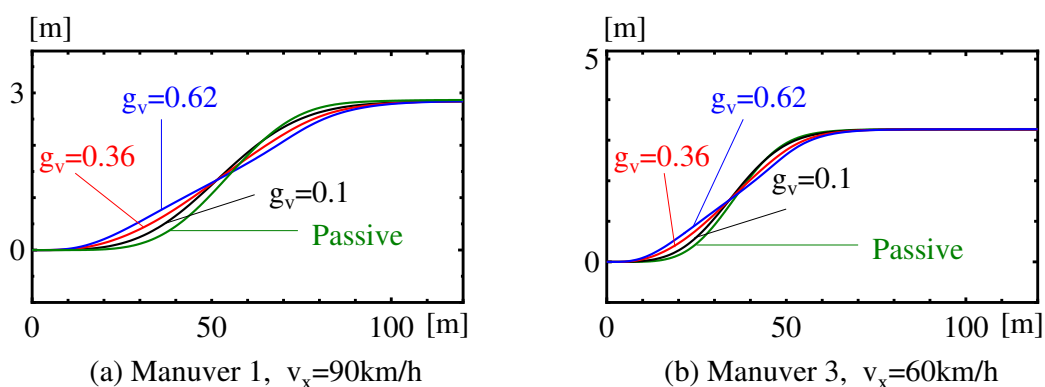 [m]
3
0
g_v=0.62
g_v=0.36
g_v=0.1
Passive
0 50 100 [m]
(a) Manuver 1, v_x=90km/h
[m]
5
0
g_v=0.62
g_v=0.36
g_v=0.1
Passive
0 50 100 [m]
(b) Manuver 3, v_x=60km/h